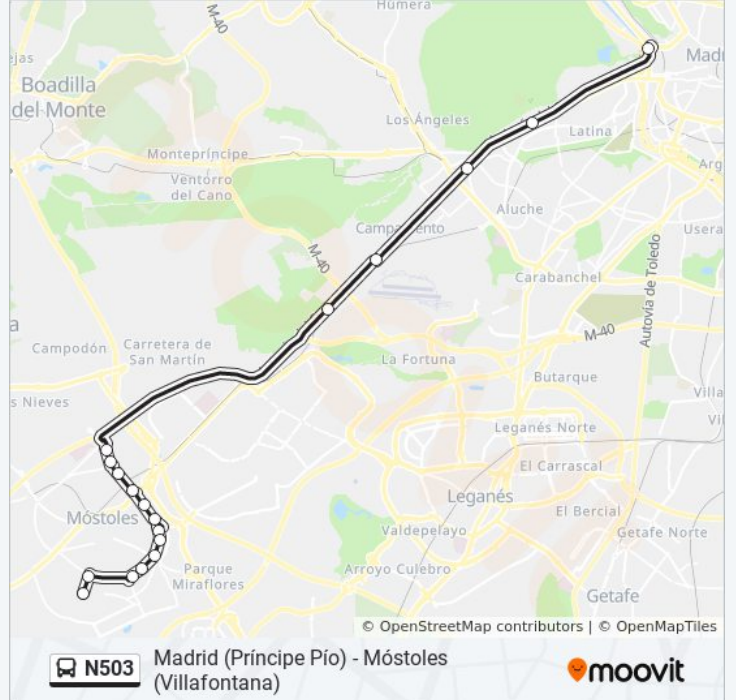 Humera
M-40
ejas
Boadilla
del Monte
Madr
Los Ángeles
Latina
Montepríncipe
Arg
Ventorro
del Cano
Aluche
Campamento
Usera
M-40
Carabanchel
Autovía de Toledo
a
M-40
Campodón
Carretera de
San Martín
La Fortuna
Butarque
s Nieves
Villa
Leganés Norte
Vil
El Carrascal
Leganés
El Bercial
Móstoles
Valdepelayo
Getafe Norte
Parque
Miraflores
Arroyo Culebro
Getafe
© OpenStreetMap contributors | © OpenMapTiles
N503
Madrid (Príncipe Pío) - Móstoles
(Villafontana)
moovit